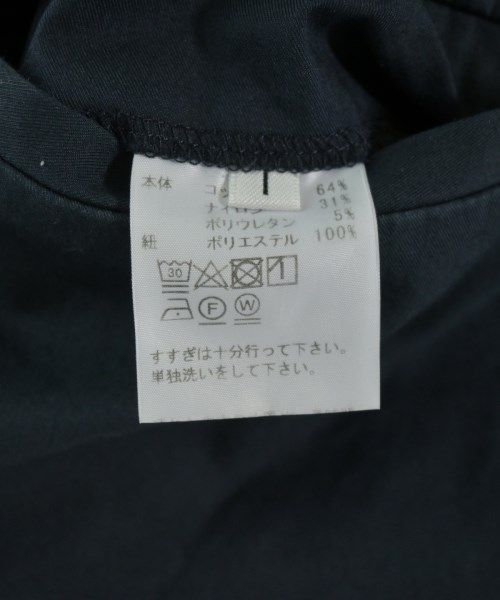 本体 64%
31%
ポリウレタン 5%
紐 ポリエステル 100%
30
F W
すすぎは十分行って下さい。
単独洗いをして下さい。